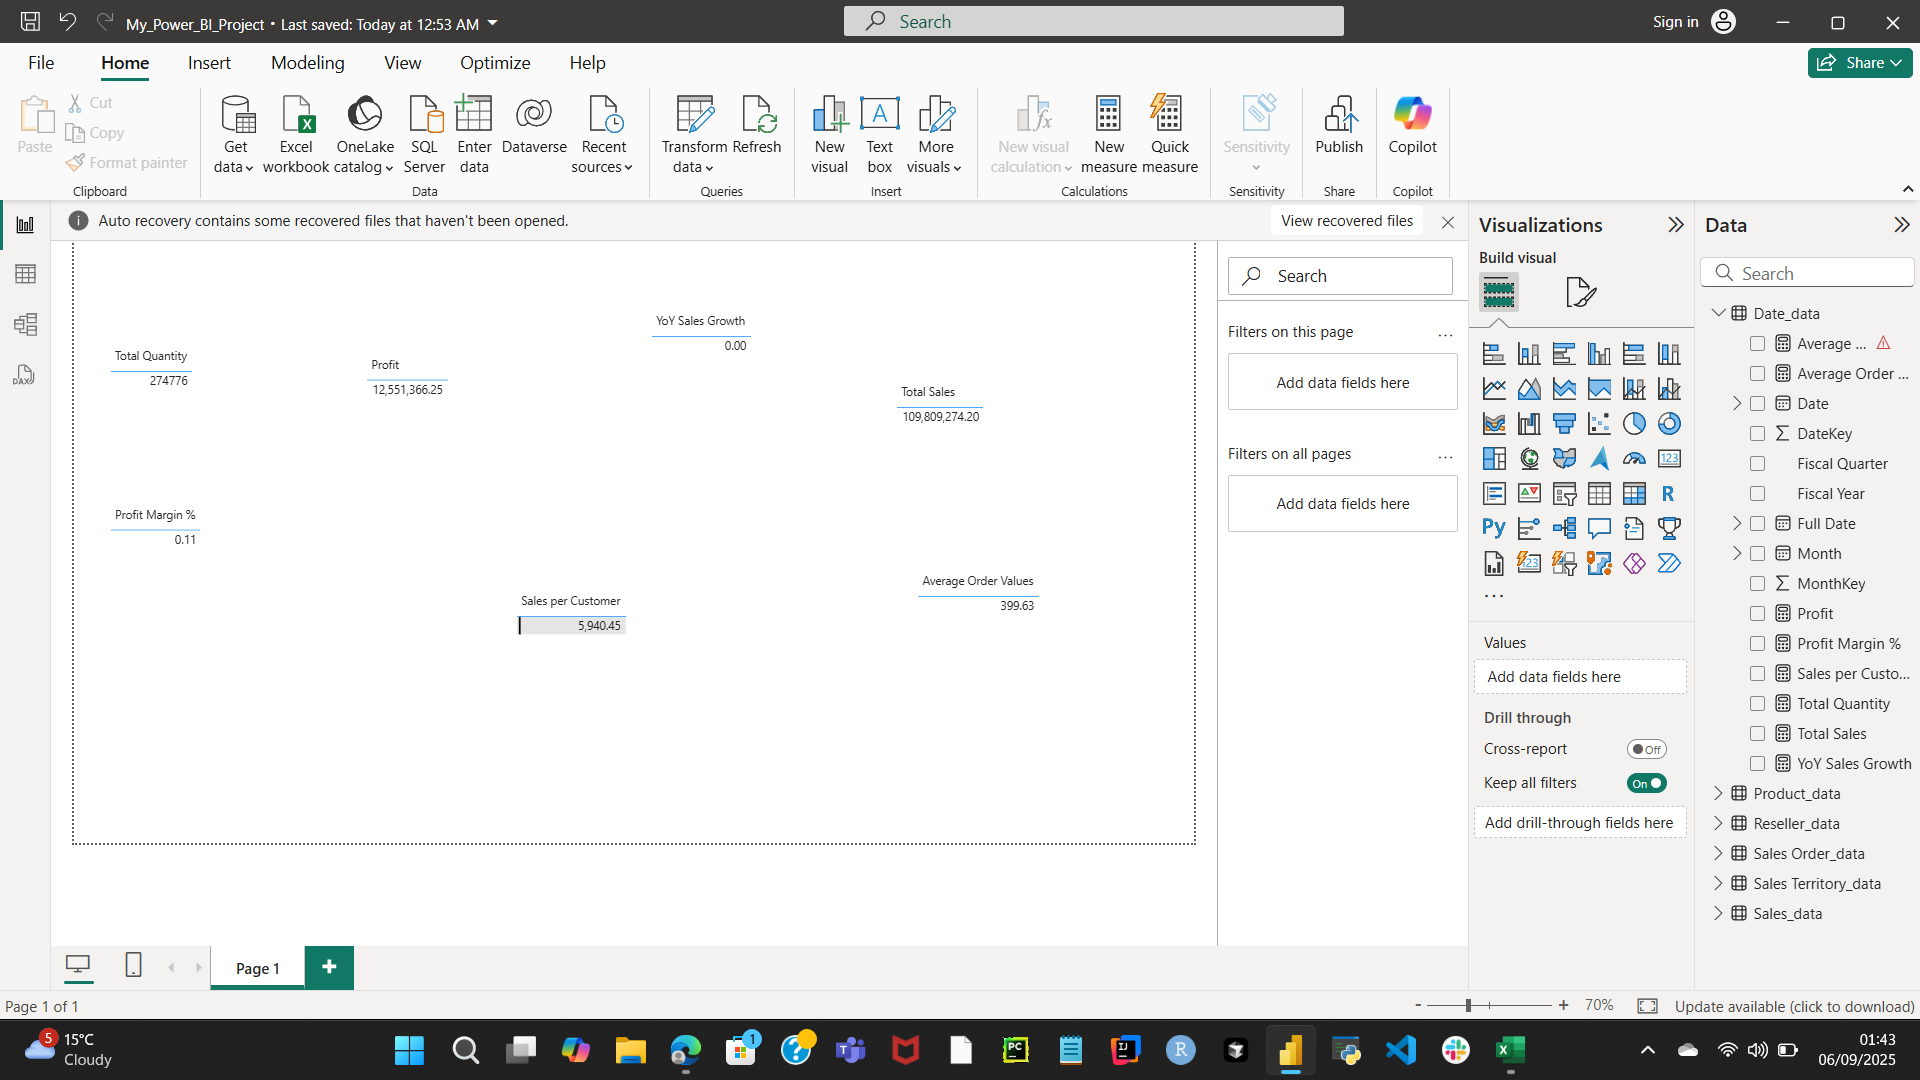 My_Power_BI_Project • Last saved: Today at 12:53 AM
Search
Sign in
File
Home
Insert
Modeling
View
Optimize
Help
Share
Paste
Cut
Copy
Format painter
Clipboard
Get data
Excel workbook
OneLake catalog
SQL Server
Enter data
Dataverse
Recent sources
Data
Transform data
Refresh
Queries
New visual
Text box
More visuals
Insert
New visual calculation
New measure
Quick measure
Calculations
Sensitivity
Sensitivity
Publish
Share
Copilot
Copilot
Auto recovery contains some recovered files that haven't been opened.
View recovered files
Total Quantity
274776
Profit
12,551,366.25
YoY Sales Growth
0.00
Total Sales
109,809,274.20
Profit Margin %
0.11
Sales per Customer
5,940.45
Average Order Values
399.63
Search
Filters on this page
...
Add data fields here
Filters on all pages
...
Add data fields here
Visualizations
Build visual
123
R
Py
123
...
Values
Add data fields here
Drill through
Cross-report
Off
Keep all filters
On
Add drill-through fields here
Data
Search
Date_data
Average ...
Average Order ...
Date
DateKey
Fiscal Quarter
Fiscal Year
Full Date
Month
MonthKey
Profit
Profit Margin %
Sales per Custo...
Total Quantity
Total Sales
YoY Sales Growth
Product_data
Reseller_data
Sales Order_data
Sales Territory_data
Sales_data
DAX
Page 1
Page 1 of 1
- + 70%
Update available (click to download)
5
15°C
Cloudy
1
PC
IJ
R
01:43
06/09/2025